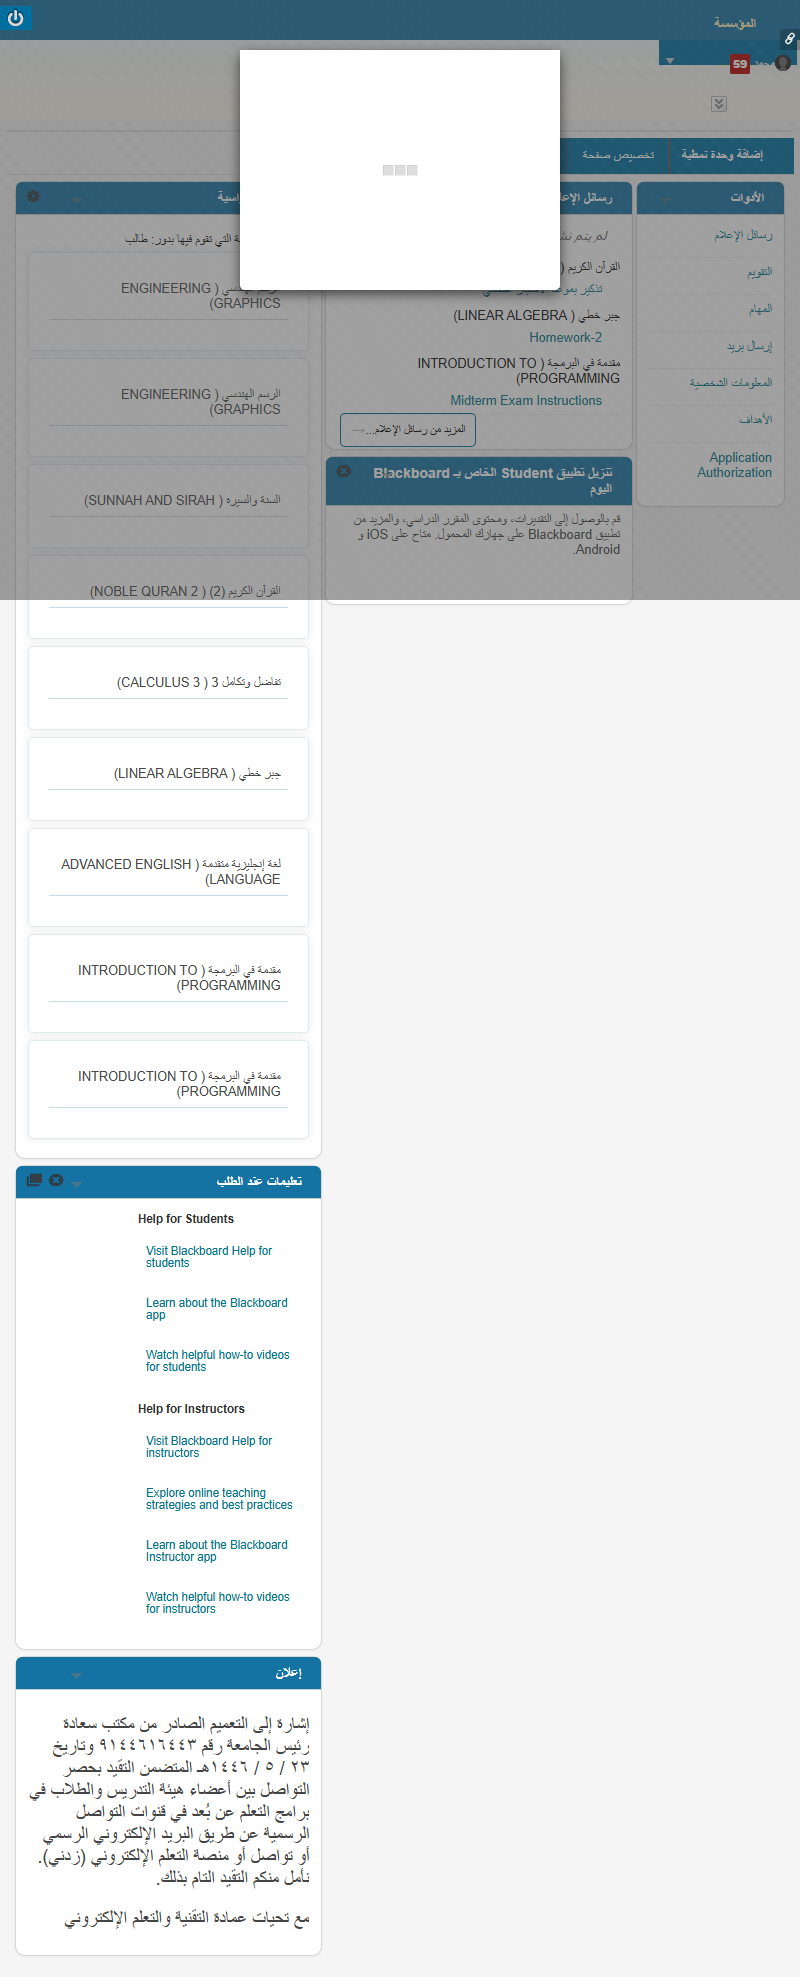 المؤسسة
59
إضافة وحدة نمطية
تخصيص صفحة
الأدوات
رسائل الإعلام
التقويم
المهام
إرسال بريد
المعلومات الشخصية
الأهداف
Application
Authorization
رسائل الإعلا
لم يتم نش
القرآن الكريم (
تذكير بموعد
جبر خطي ( LINEAR ALGEBRA)
Homework-2
مقدمة في البرمجة ( INTRODUCTION TO
PROGRAMMING)
Midterm Exam Instructions
المزيد من رسائل الإعلام...→
تنزيل تطبيق Student الخاص بـ Blackboard
اليوم
قم بالوصول إلى التقديرات، ومحتوى المقرر الدراسي، والمزيد من
تطبيق Blackboard على جهازك المحمول. متاح على iOS و
Android.
اسية
ة التي تقوم فيها بدور: طالب
الرسم الهندسي ( ENGINEERING
GRAPHICS)
الرسم الهندسي ( ENGINEERING
GRAPHICS)
السنة والسيرة ( SUNNAH AND SIRAH)
القرآن الكريم (2) ( NOBLE QURAN 2)
تفاضل وتكامل 3 ( CALCULUS 3)
جبر خطي ( LINEAR ALGEBRA)
لغة إنجليزية متقدمة ( ADVANCED ENGLISH
LANGUAGE)
مقدمة في البرمجة ( INTRODUCTION TO
PROGRAMMING)
مقدمة في البرمجة ( INTRODUCTION TO
PROGRAMMING)
تعليمات عند الطلب
Help for Students
Visit Blackboard Help for
students
Learn about the Blackboard
app
Watch helpful how-to videos
for students
Help for Instructors
Visit Blackboard Help for
instructors
Explore online teaching
strategies and best practices
Learn about the Blackboard
Instructor app
Watch helpful how-to videos
for instructors
إعلان
إشارة إلى التعميم الصادر من مكتب سعادة
رئيس الجامعة رقم ٩١٤٤٦١٦٤٤٣ وتاريخ
٢٣ / ٥ / ١٤٤٦هـ المتضمن التقيد بحصر
التواصل بين أعضاء هيئة التدريس والطلاب في
برامج التعلم عن بُعد في قنوات التواصل
الرسمية عن طريق البريد الإلكتروني الرسمي
أو تواصل أو منصة التعلم الإلكتروني (زدني).
نأمل منكم التقيد التام بذلك.
مع تحيات عمادة التقنية والتعلم الإلكتروني